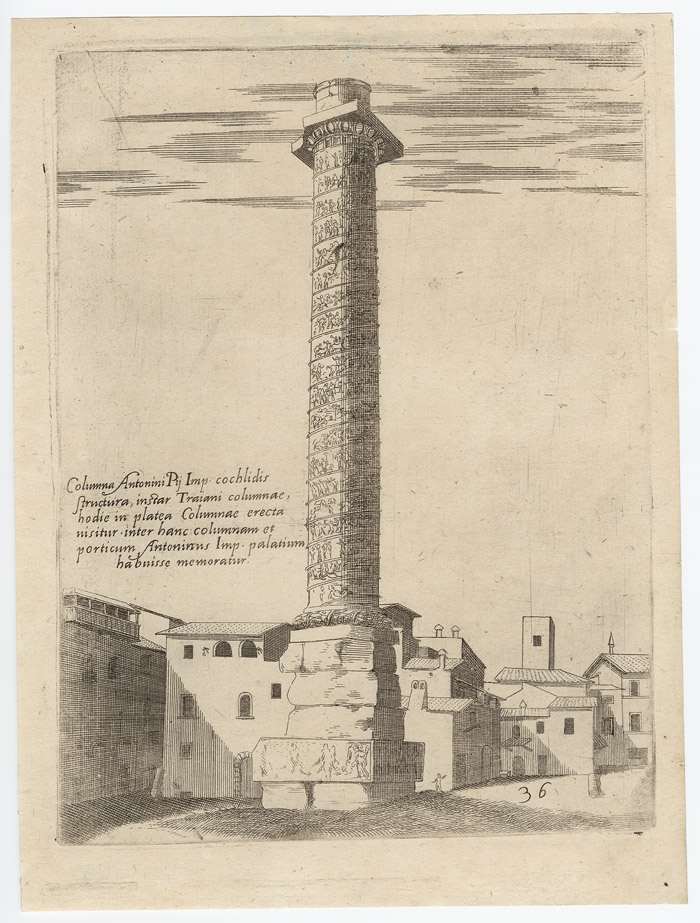 Columna Antonini Pij Imp. cochlidis
structura, instar Traiani columnae,
hodie in platea Columnae erecta
uisitur. inter hanc columnam et
porticum Antoninus Imp. palatium
habuisse memoratur.
36